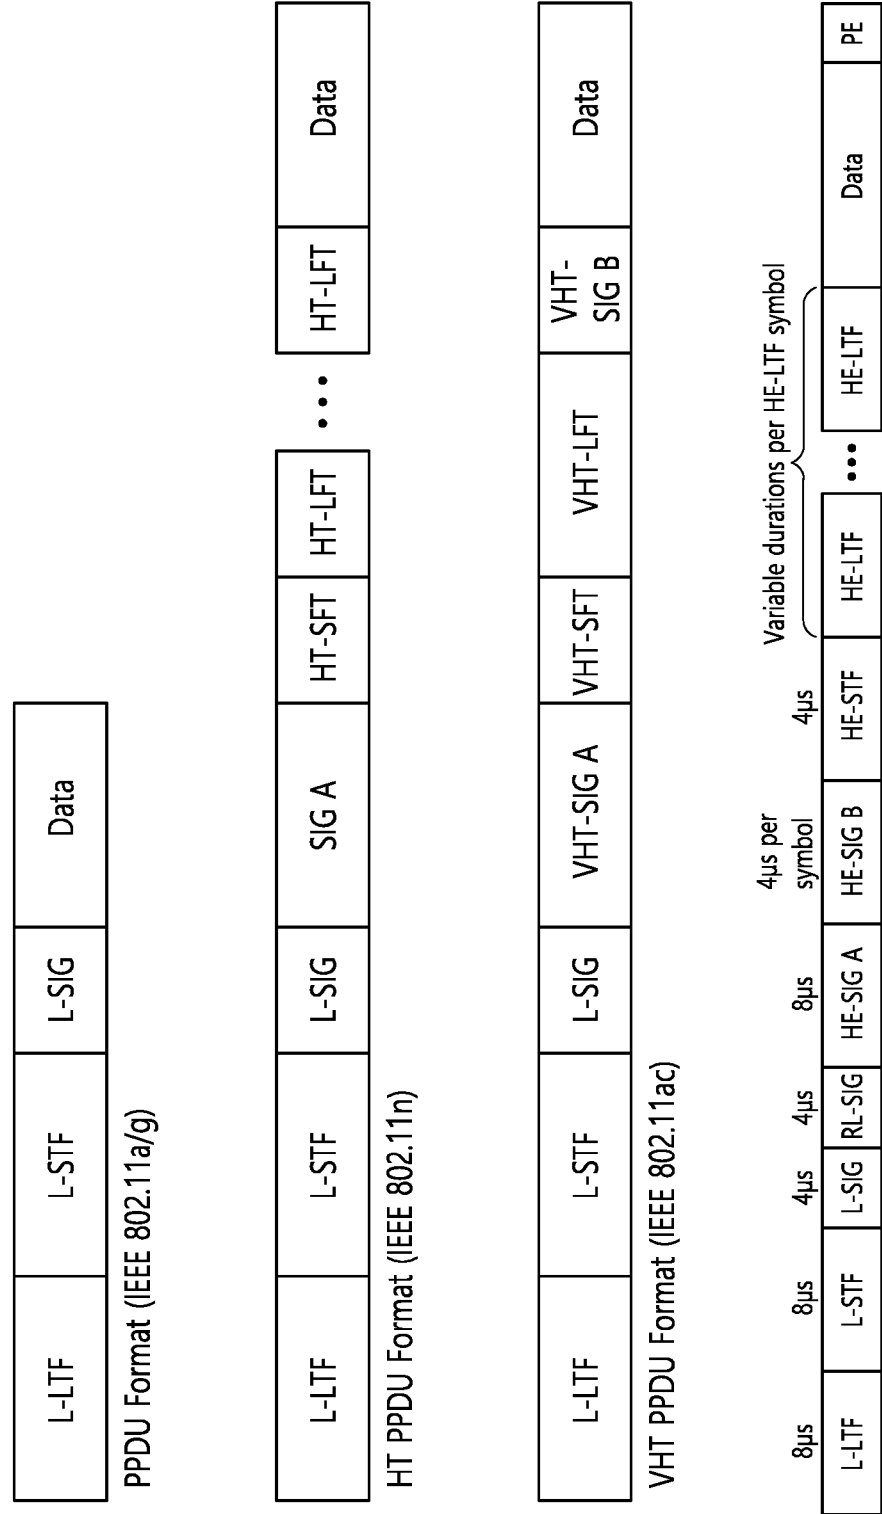 L-LTF
L-STF
L-SIG
Data
PPDU Format (IEEE 802.11a/g)
L-LTF
L-STF
L-SIG
SIG A
HT-SFT
HT-LFT
•••
HT-LFT
Data
HT PPDU Format (IEEE 802.11n)
L-LTF
L-STF
L-SIG
VHT-SIG A
VHT-SFT
VHT-LFT
VHT-
SIG B
Data
VHT PPDU Format (IEEE 802.11ac)
8μs
8μs
4μs
4μs
8μs
4μs per
symbol
4μs
Variable durations per HE-LTF symbol
L-LTF
L-STF
L-SIG
RL-SIG
HE-SIG A
HE-SIG B
HE-STF
HE-LTF
•••
HE-LTF
Data
PE